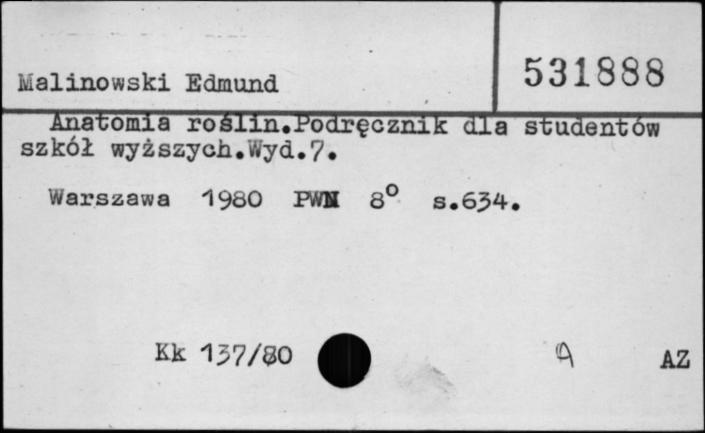 Malinowski Edmund
531888
Anatomia roślin.Podręcznik dla studentów
szkół wyższych.Wyd.7.
Warszawa 1980 PWN 8° s.634.
Kk 137/80
A
AZ